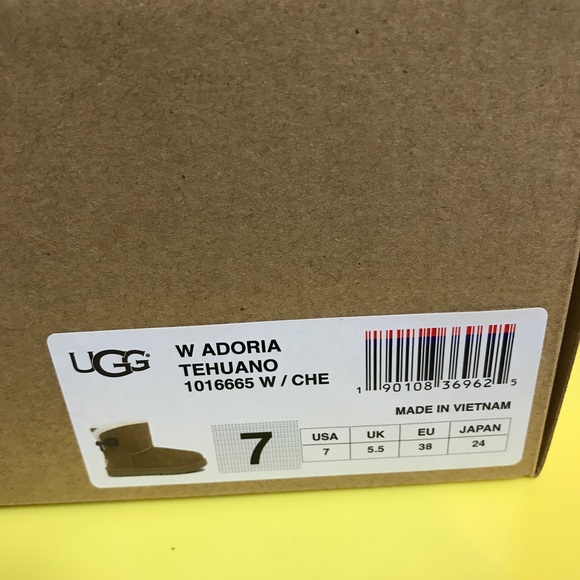 UGG
W ADORIA
TEHUANO
1016665 W / CHE
1 90108 36962 5
MADE IN VIETNAM
7
USA UK EU JAPAN
7 5.5 38 24